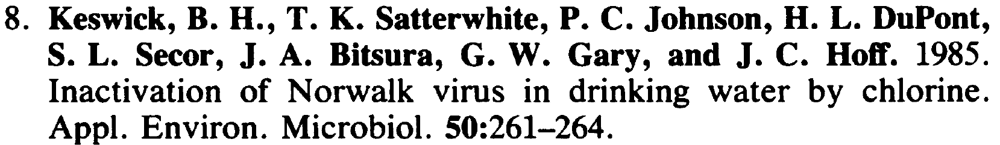 8. Keswick, B. H., T. K. Satterwhite, P. C. Johnson, H. L. DuPont,
S. L. Secor, J. A. Bitsura, G. W. Gary, and J. C. Hoff. 1985.
Inactivation of Norwalk virus in drinking water by chlorine.
Appl. Environ. Microbiol. 50:261–264.